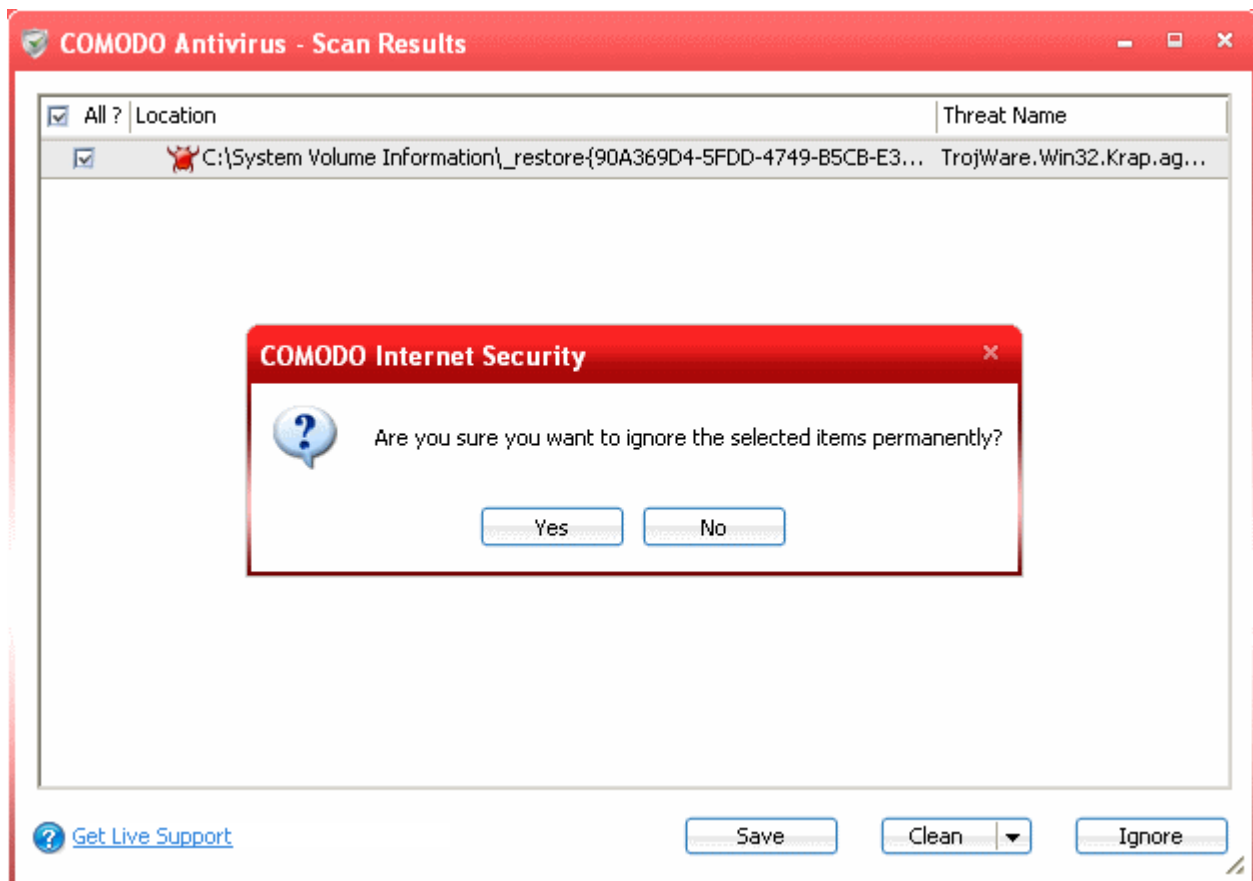 COMODO Antivirus - Scan Results
All ? Location Threat Name
C:\System Volume Information\_restore{90A369D4-5FDD-4749-B5CB-E3... TrojWare.Win32.Krap.ag...
COMODO Internet Security
Are you sure you want to ignore the selected items permanently?
Yes No
Get Live Support Save Clean Ignore